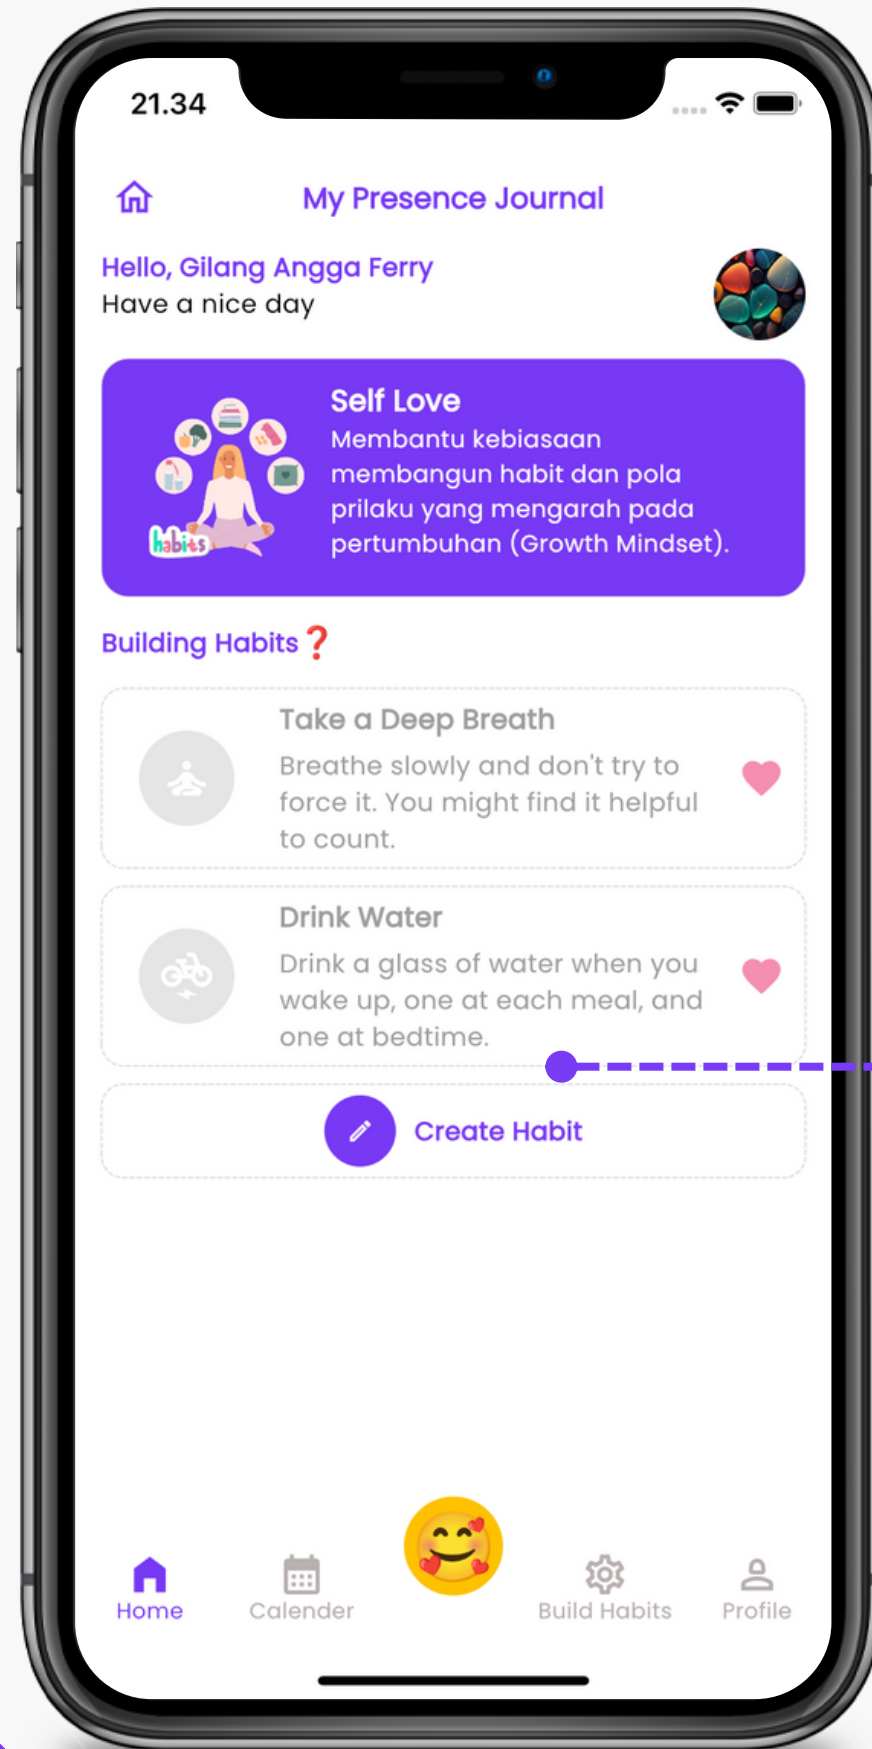 21.34
My Presence Journal
Hello, Gilang Angga Ferry
Have a nice day
Self Love
Membantu kebiasaan
membangun habit dan pola
prilaku yang mengarah pada
pertumbuhan (Growth Mindset).
habits
Building Habits❓
Take a Deep Breath
Breathe slowly and don't try to
force it. You might find it helpful
to count.
Drink Water
Drink a glass of water when you
wake up, one at each meal, and
one at bedtime.
Create Habit
Home
Calender
Build Habits
Profile